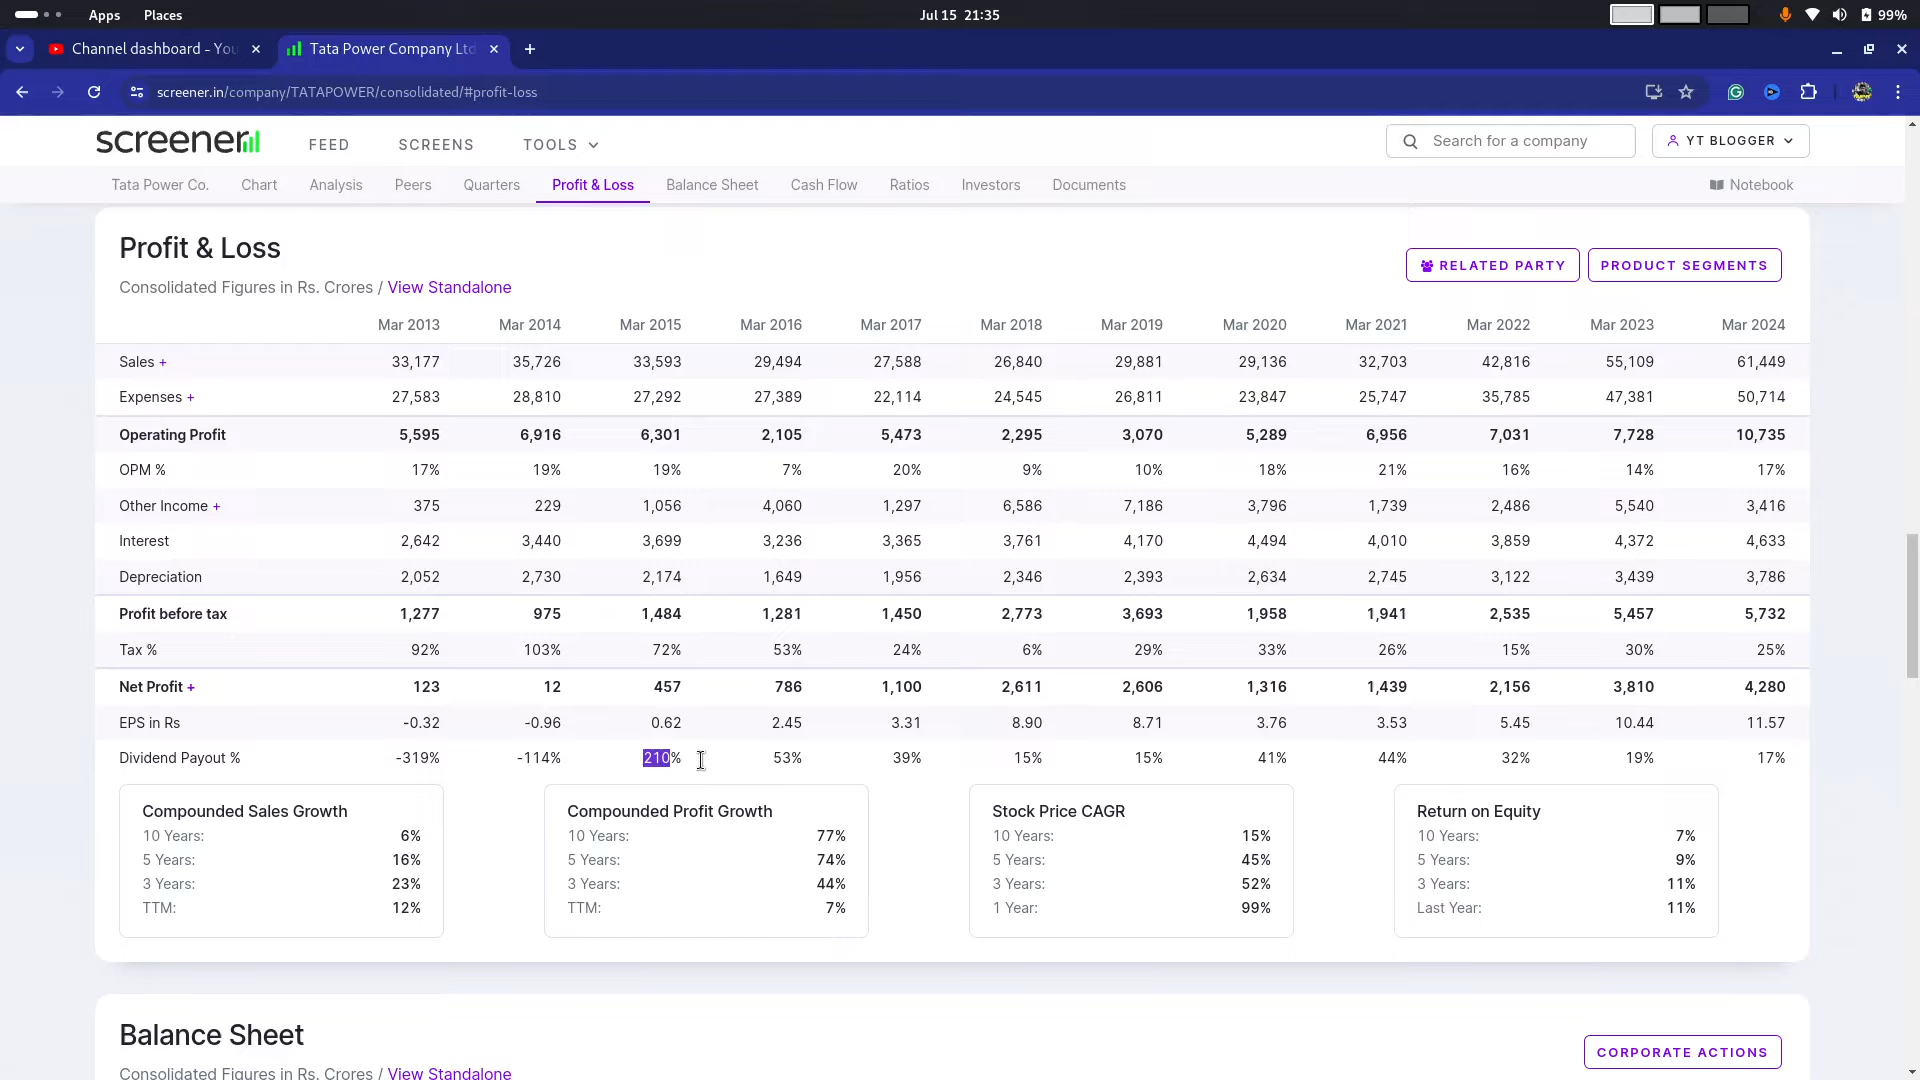 Apps Places Jul 15 21:35 99%
Channel dashboard - You Tata Power Company Ltd
screener.in/company/TATAPOWER/consolidated/#profit-loss
screener FEED SCREENS TOOLS Search for a company YT BLOGGER
Tata Power Co. Chart Analysis Peers Quarters Profit & Loss Balance Sheet Cash Flow Ratios Investors Documents Notebook
Profit & Loss
RELATED PARTY PRODUCT SEGMENTS
Consolidated Figures in Rs. Crores / View Standalone
Mar 2013 Mar 2014 Mar 2015 Mar 2016 Mar 2017 Mar 2018 Mar 2019 Mar 2020 Mar 2021 Mar 2022 Mar 2023 Mar 2024
Sales + 33,177 35,726 33,593 29,494 27,588 26,840 29,881 29,136 32,703 42,816 55,109 61,449
Expenses + 27,583 28,810 27,292 27,389 22,114 24,545 26,811 23,847 25,747 35,785 47,381 50,714
Operating Profit 5,595 6,916 6,301 2,105 5,473 2,295 3,070 5,289 6,956 7,031 7,728 10,735
OPM % 17% 19% 19% 7% 20% 9% 10% 18% 21% 16% 14% 17%
Other Income + 375 229 1,056 4,060 1,297 6,586 7,186 3,796 1,739 2,486 5,540 3,416
Interest 2,642 3,440 3,699 3,236 3,365 3,761 4,170 4,494 4,010 3,859 4,372 4,633
Depreciation 2,052 2,730 2,174 1,649 1,956 2,346 2,393 2,634 2,745 3,122 3,439 3,786
Profit before tax 1,277 975 1,484 1,281 1,450 2,773 3,693 1,958 1,941 2,535 5,457 5,732
Tax % 92% 103% 72% 53% 24% 6% 29% 33% 26% 15% 30% 25%
Net Profit + 123 12 457 786 1,100 2,611 2,606 1,316 1,439 2,156 3,810 4,280
EPS in Rs -0.32 -0.96 0.62 2.45 3.31 8.90 8.71 3.76 3.53 5.45 10.44 11.57
Dividend Payout % -319% -114% 210% 53% 39% 15% 15% 41% 44% 32% 19% 17%
Compounded Sales Growth
10 Years: 6%
5 Years: 16%
3 Years: 23%
TTM: 12%
Compounded Profit Growth
10 Years: 77%
5 Years: 74%
3 Years: 44%
TTM: 7%
Stock Price CAGR
10 Years: 15%
5 Years: 45%
3 Years: 52%
1 Year: 99%
Return on Equity
10 Years: 7%
5 Years: 9%
3 Years: 11%
Last Year: 11%
Balance Sheet
CORPORATE ACTIONS
Consolidated Figures in Rs. Crores / View Standalone